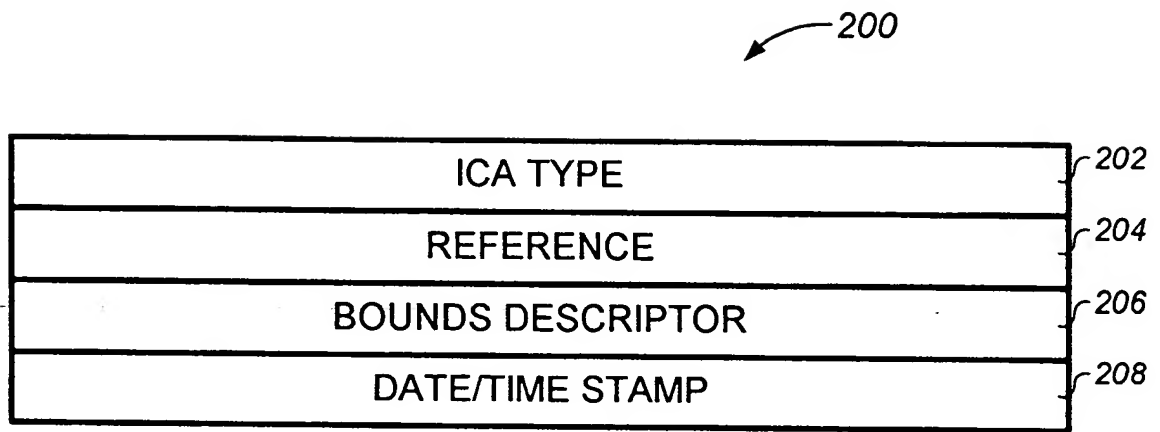 200
ICA TYPE 202
REFERENCE 204
BOUNDS DESCRIPTOR 206
DATE/TIME STAMP 208